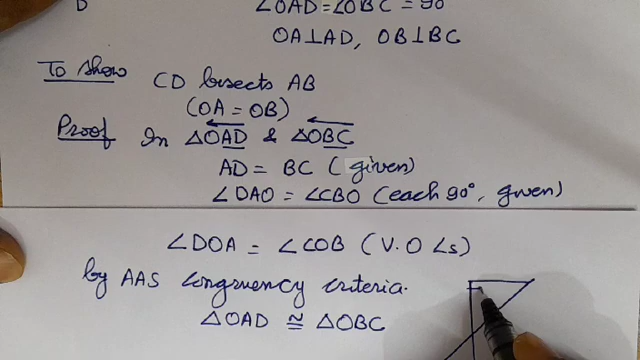 D
∠OAD = ∠OBC = 90
OA⊥AD, OB⊥BC
To show CD bisects AB
(OA = OB)
Proof In △OAD & △OBC
AD = BC (given)
∠DAO = ∠CBO (each 90°, given)
∠DOA = ∠COB (V.O ∠s)
by AAS congruency criteria.
△OAD ≅ △OBC